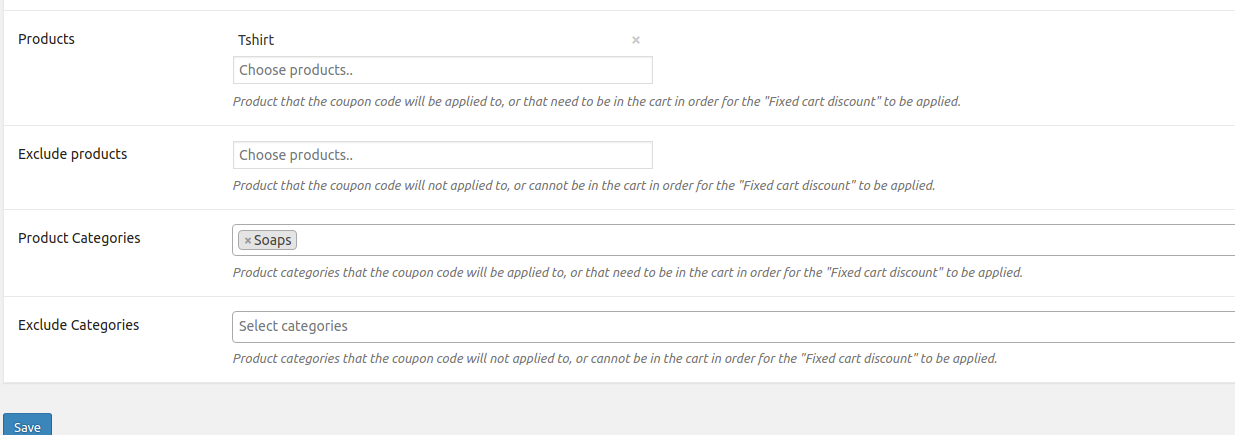 Products
Tshirt ×
Choose products..
Product that the coupon code will be applied to, or that need to be in the cart in order for the "Fixed cart discount" to be applied.
Exclude products
Choose products..
Product that the coupon code will not applied to, or cannot be in the cart in order for the "Fixed cart discount" to be applied.
Product Categories
×Soaps
Product categories that the coupon code will be applied to, or that need to be in the cart in order for the "Fixed cart discount" to be applied.
Exclude Categories
Select categories
Product categories that the coupon code will not applied to, or cannot be in the cart in order for the "Fixed cart discount" to be applied.
Save